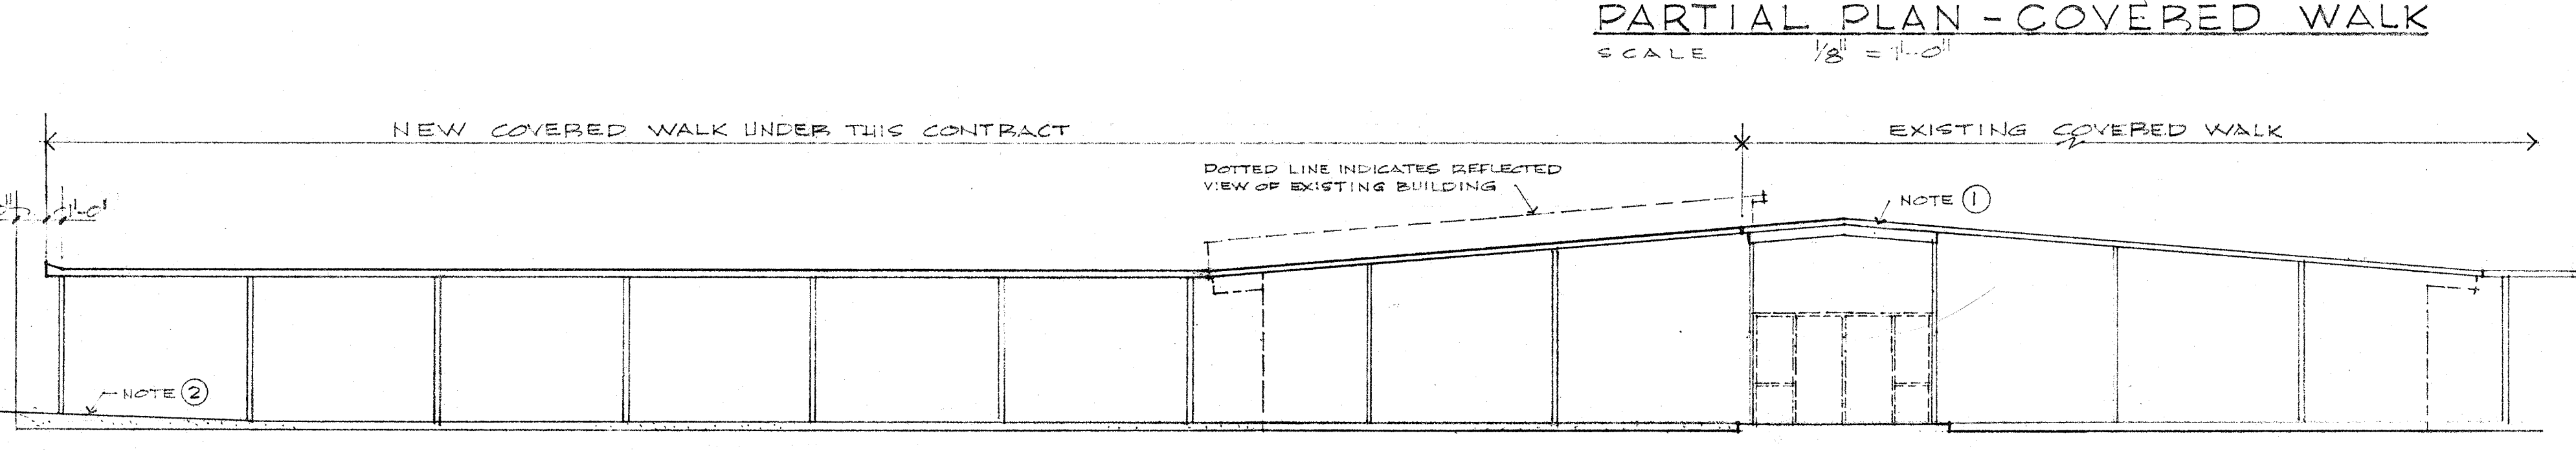 PARTIAL PLAN - COVERED WALK
SCALE 1/8" = 1'-0"
NEW COVERED WALK UNDER THIS CONTRACT
EXISTING COVERED WALK
DOTTED LINE INDICATES REFLECTED
VIEW OF EXISTING BUILDING
NOTE 1
1'-0"
NOTE 2